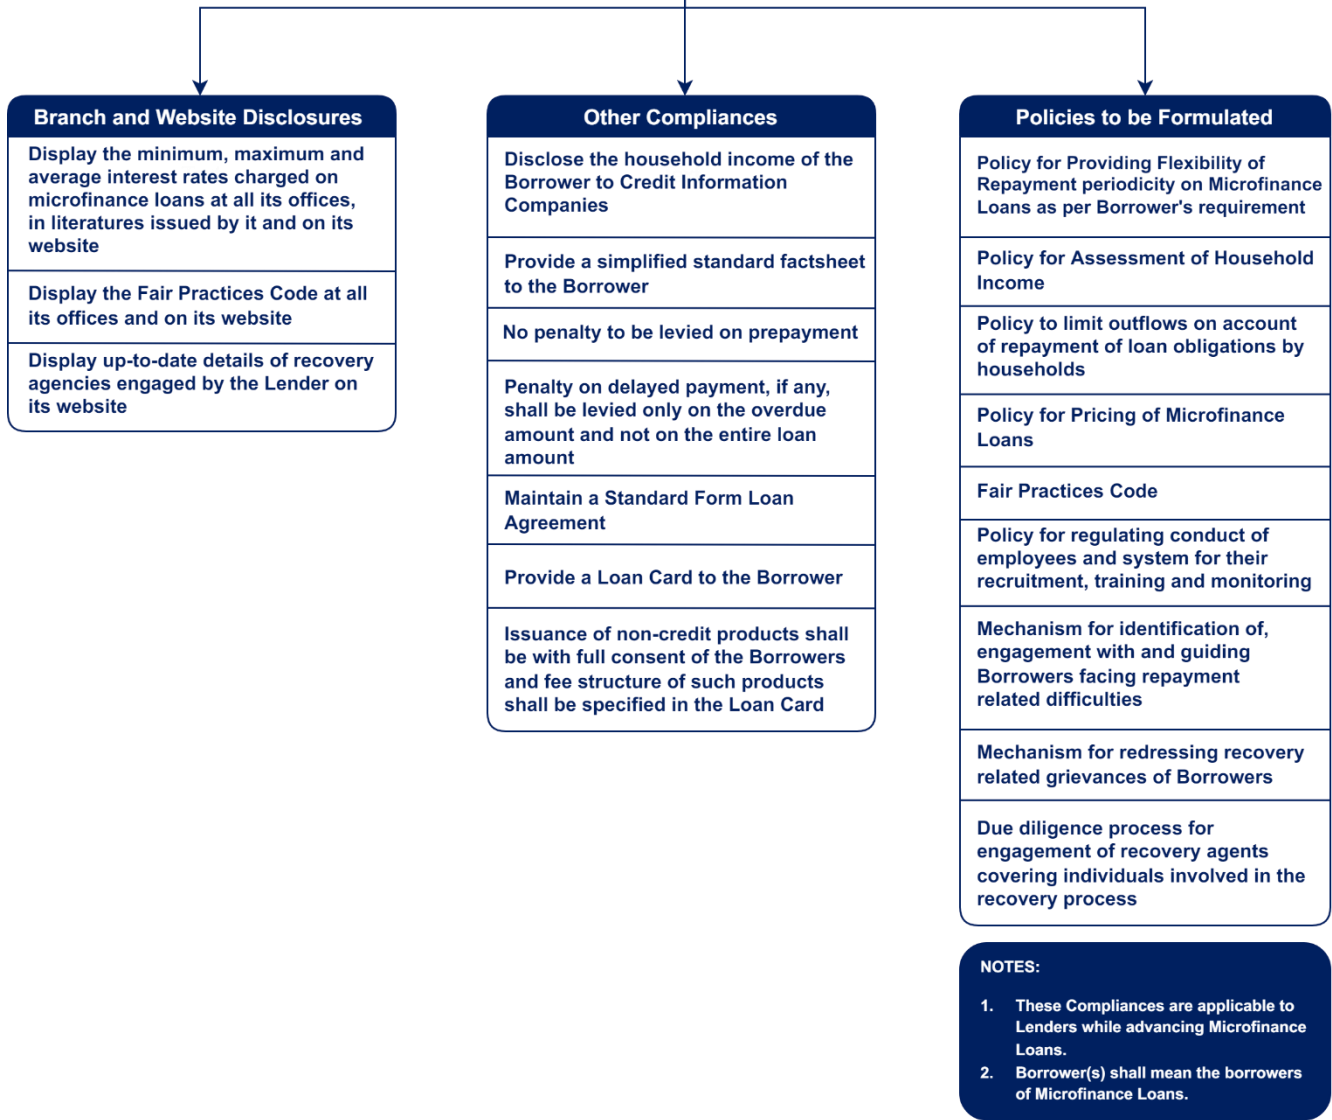 Branch and Website Disclosures
Display the minimum, maximum and
average interest rates charged on
microfinance loans at all its offices,
in literatures issued by it and on its
website
Display the Fair Practices Code at all
its offices and on its website
Display up-to-date details of recovery
agencies engaged by the Lender on
its website
Other Compliances
Disclose the household income of the
Borrower to Credit Information
Companies
Provide a simplified standard factsheet
to the Borrower
No penalty to be levied on prepayment
Penalty on delayed payment, if any,
shall be levied only on the overdue
amount and not on the entire loan
amount
Maintain a Standard Form Loan
Agreement
Provide a Loan Card to the Borrower
Issuance of non-credit products shall
be with full consent of the Borrowers
and fee structure of such products
shall be specified in the Loan Card
Policies to be Formulated
Policy for Providing Flexibility of
Repayment periodicity on Microfinance
Loans as per Borrower's requirement
Policy for Assessment of Household
Income
Policy to limit outflows on account
of repayment of loan obligations by
households
Policy for Pricing of Microfinance
Loans
Fair Practices Code
Policy for regulating conduct of
employees and system for their
recruitment, training and monitoring
Mechanism for identification of,
engagement with and guiding
Borrowers facing repayment
related difficulties
Mechanism for redressing recovery
related grievances of Borrowers
Due diligence process for
engagement of recovery agents
covering individuals involved in the
recovery process
NOTES:
1. These Compliances are applicable to
Lenders while advancing Microfinance
Loans.
2. Borrower(s) shall mean the borrowers
of Microfinance Loans.